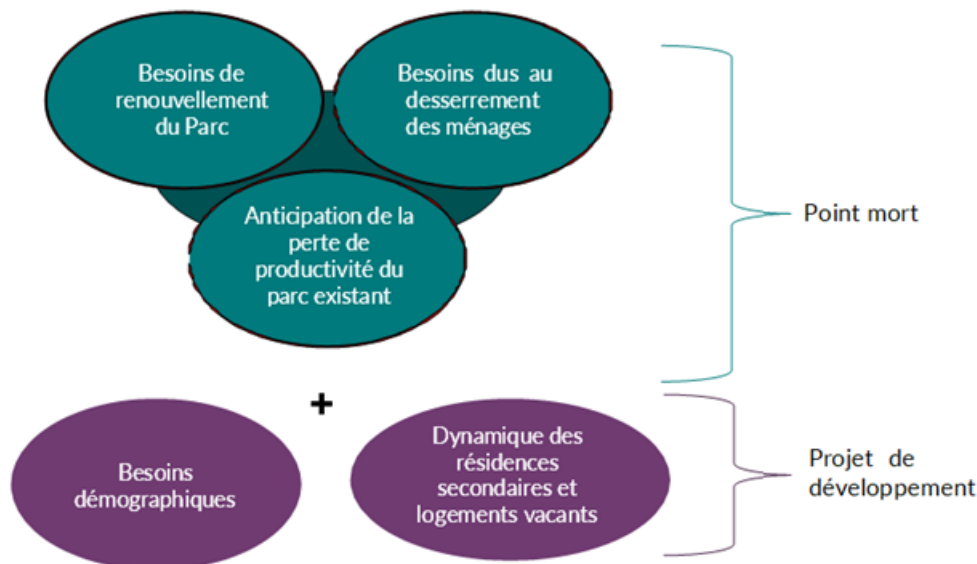 Besoins de
renouvellement
du Parc
Besoins dus au
desserrement
des ménages
Anticipation de la
perte de
productivité du
parc existant
Point mort
+
Besoins
démographiques
Dynamique des
résidences
secondaires et
logements vacants
Projet de
développement